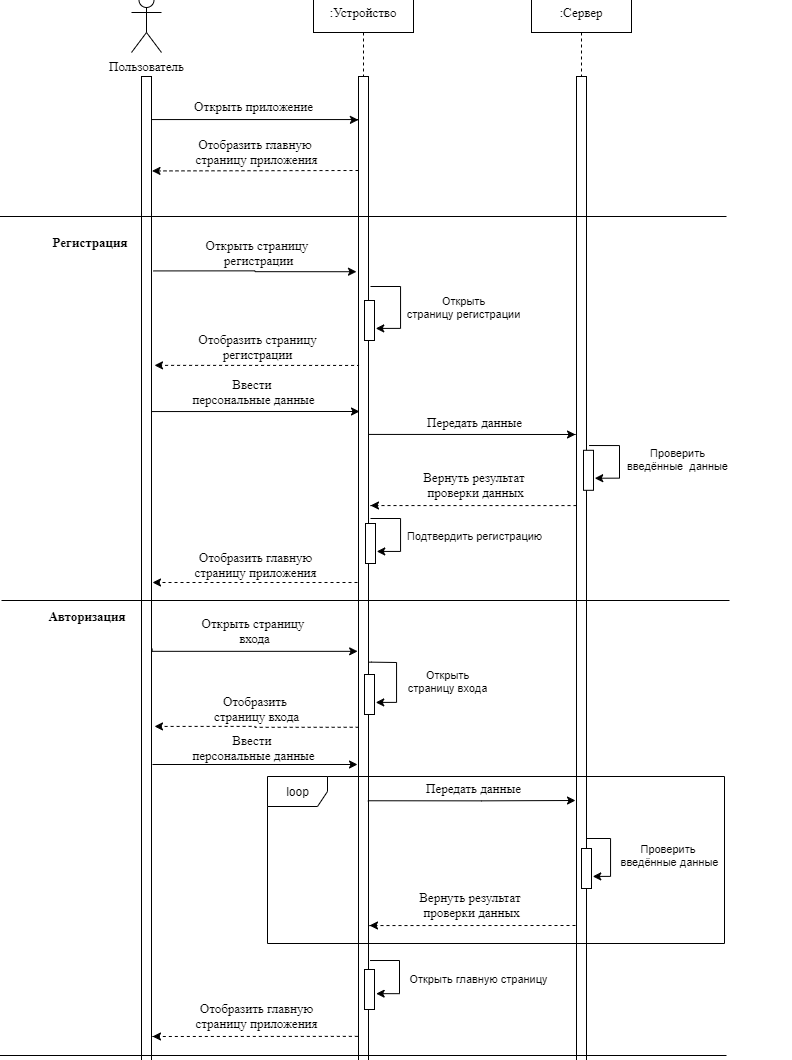 :Устройство
:Сервер
Пользователь
Открыть приложение
Отобразить главную
страницу приложения
Регистрация
Открыть страницу
регистрации
Открыть
страницу регистрации
Отобразить страницу
регистрации
Ввести
персональные данные
Передать данные
Проверить
введённые данные
Вернуть результат
проверки данных
Подтвердить регистрацию
Отобразить главную
страницу приложения
Авторизация
Открыть страницу
входа
Открыть
страницу входа
Отобразить
страницу входа
Ввести
персональные данные
loop
Передать данные
Проверить
введённые данные
Вернуть результат
проверки данных
Открыть главную страницу
Отобразить главную
страницу приложения